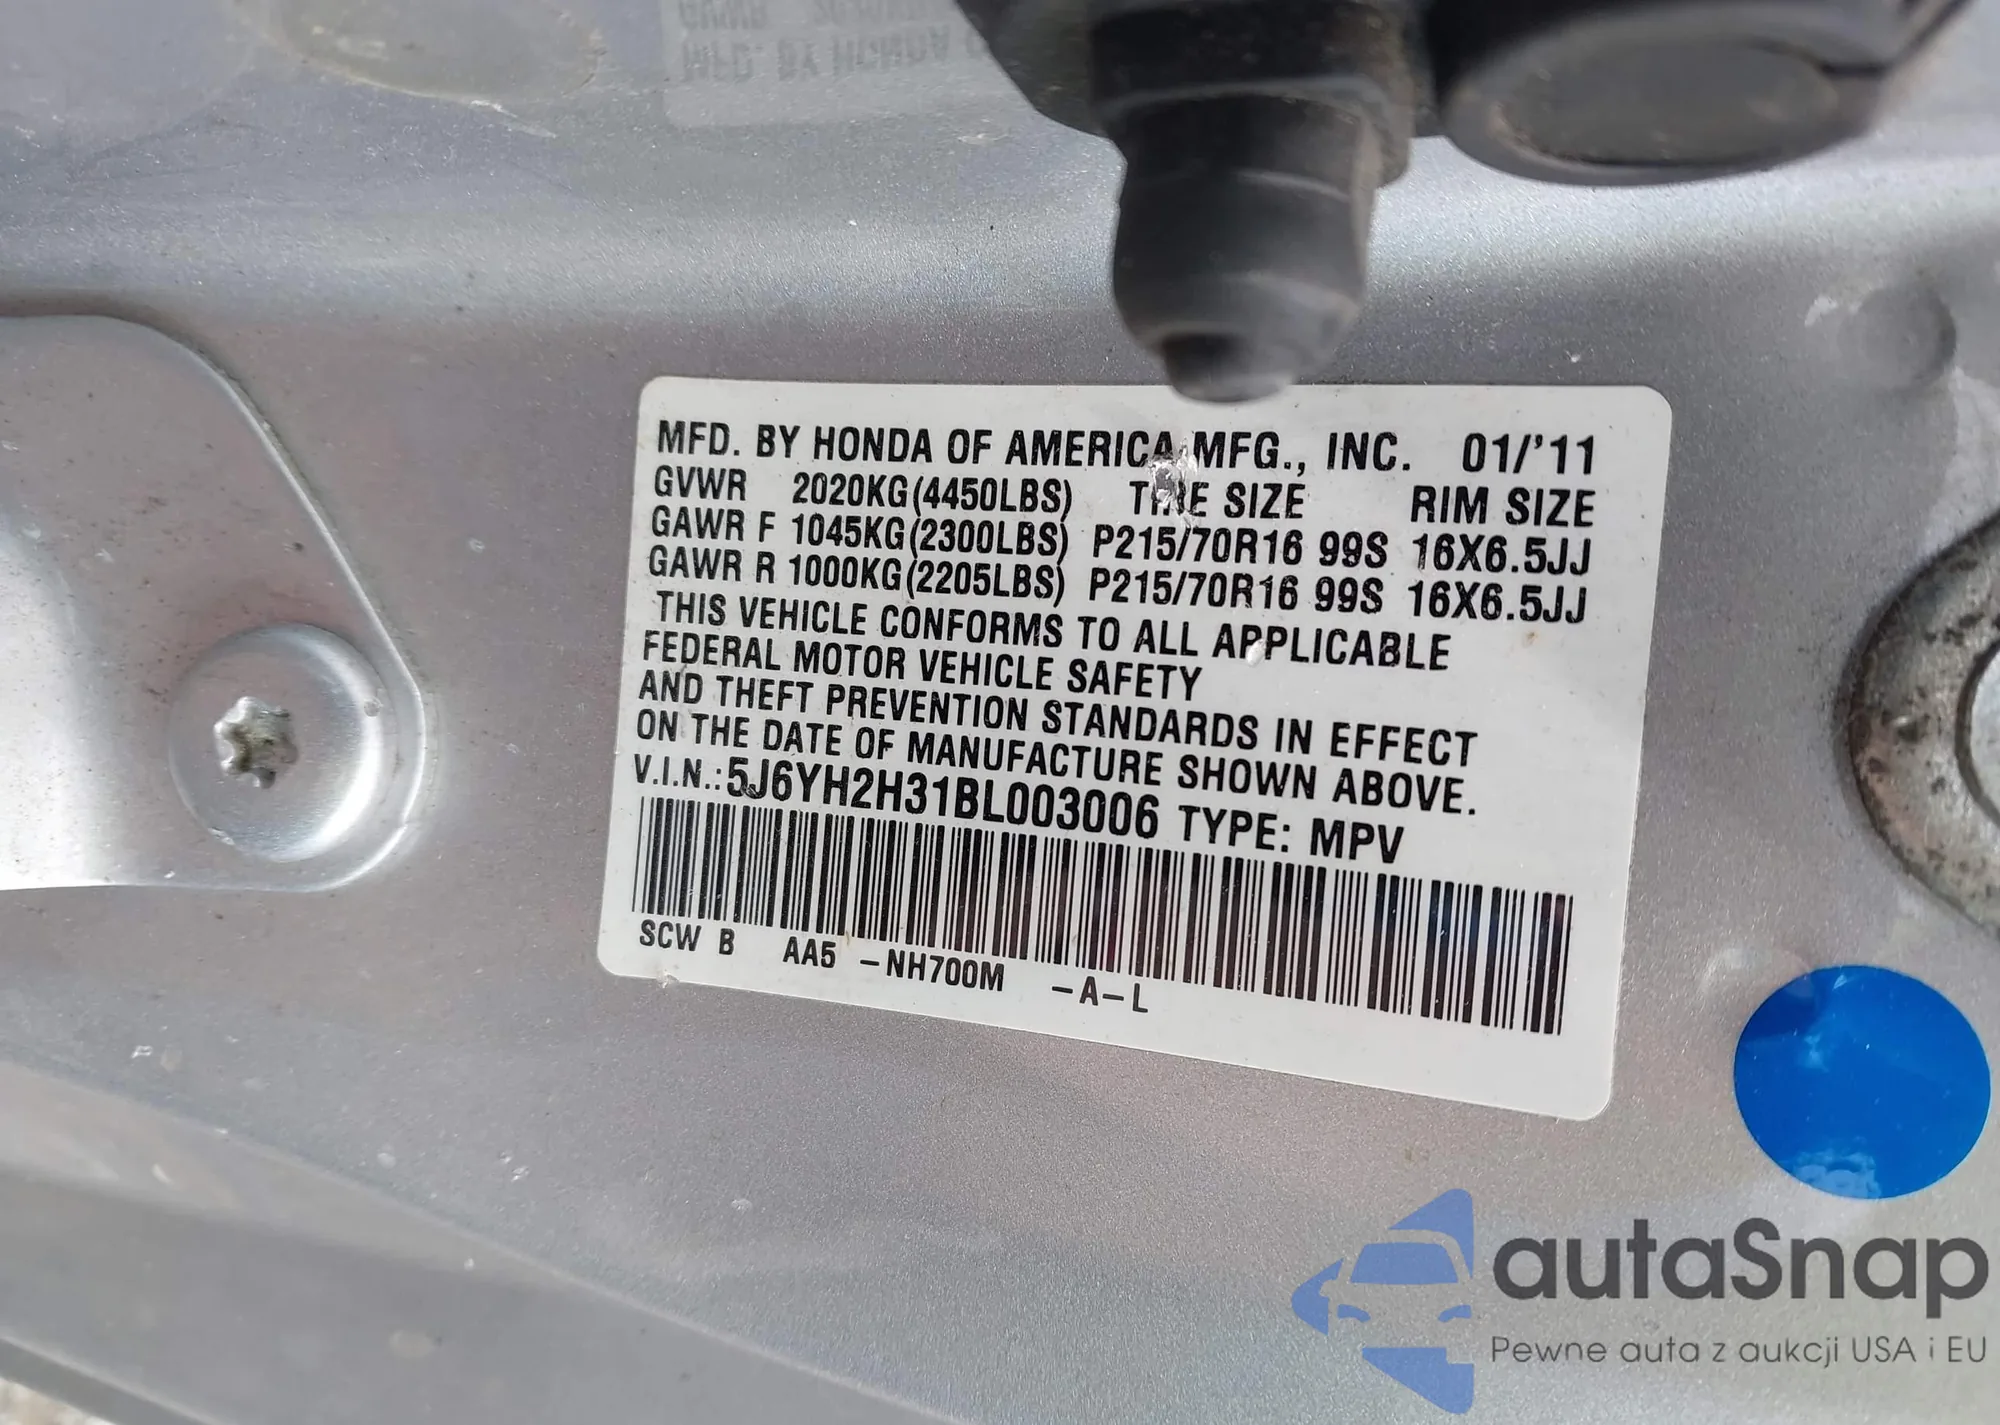 MFD. BY HONDA OF AMERICA MFG., INC. 01/'11
GVWR 2020KG(4450LBS) TIRE SIZE RIM SIZE
GAWR F 1045KG(2300LBS) P215/70R16 99S 16X6.5JJ
GAWR R 1000KG(2205LBS) P215/70R16 99S 16X6.5JJ
THIS VEHICLE CONFORMS TO ALL APPLICABLE
FEDERAL MOTOR VEHICLE SAFETY
AND THEFT PREVENTION STANDARDS IN EFFECT
ON THE DATE OF MANUFACTURE SHOWN ABOVE.
V.I.N.: 5J6YH2H31BL003006 TYPE: MPV
SCW B AA5 -NH700M -A-L
autaSnap
Pewne auta z aukcji USA i EU